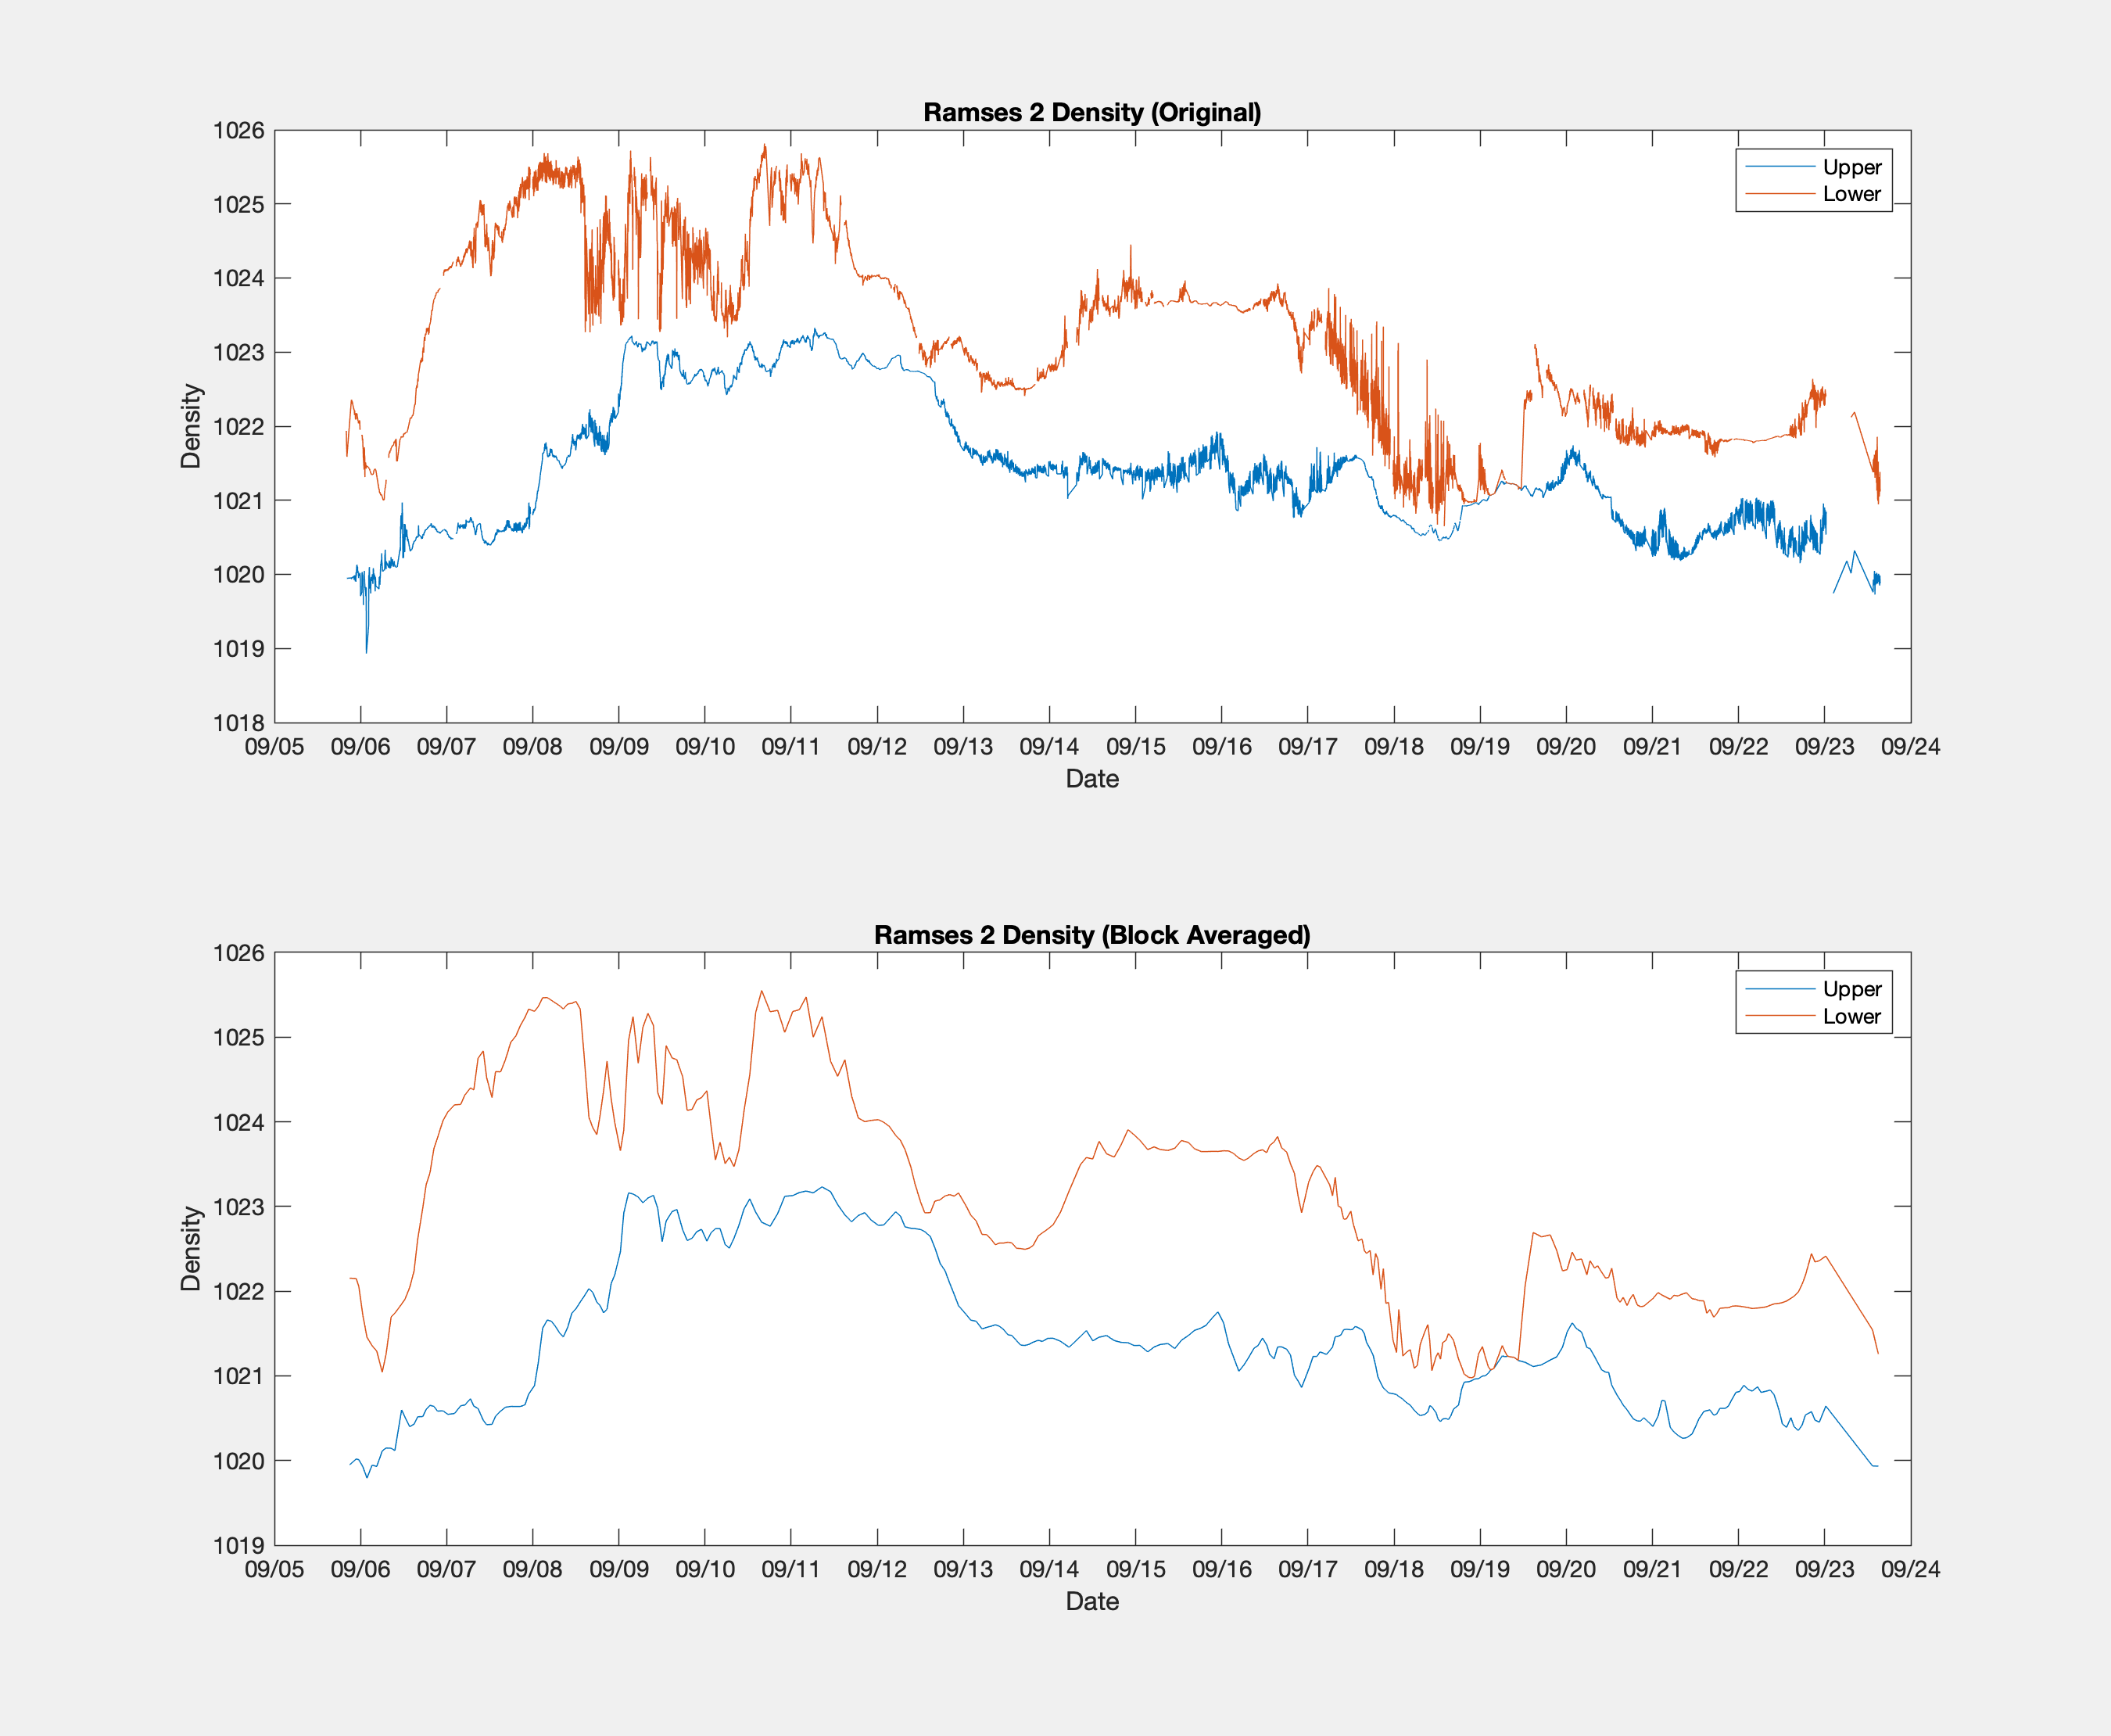 Ramses 2 Density (Original)
1026
1025
1024
1023
1022
1021
1020
1019
1018
Density
Upper
Lower
09/05 09/06 09/07 09/08 09/09 09/10 09/11 09/12 09/13 09/14 09/15 09/16 09/17 09/18 09/19 09/20 09/21 09/22 09/23 09/24
Date
Ramses 2 Density (Block Averaged)
1026
1025
1024
1023
1022
1021
1020
1019
Density
Upper
Lower
09/05 09/06 09/07 09/08 09/09 09/10 09/11 09/12 09/13 09/14 09/15 09/16 09/17 09/18 09/19 09/20 09/21 09/22 09/23 09/24
Date